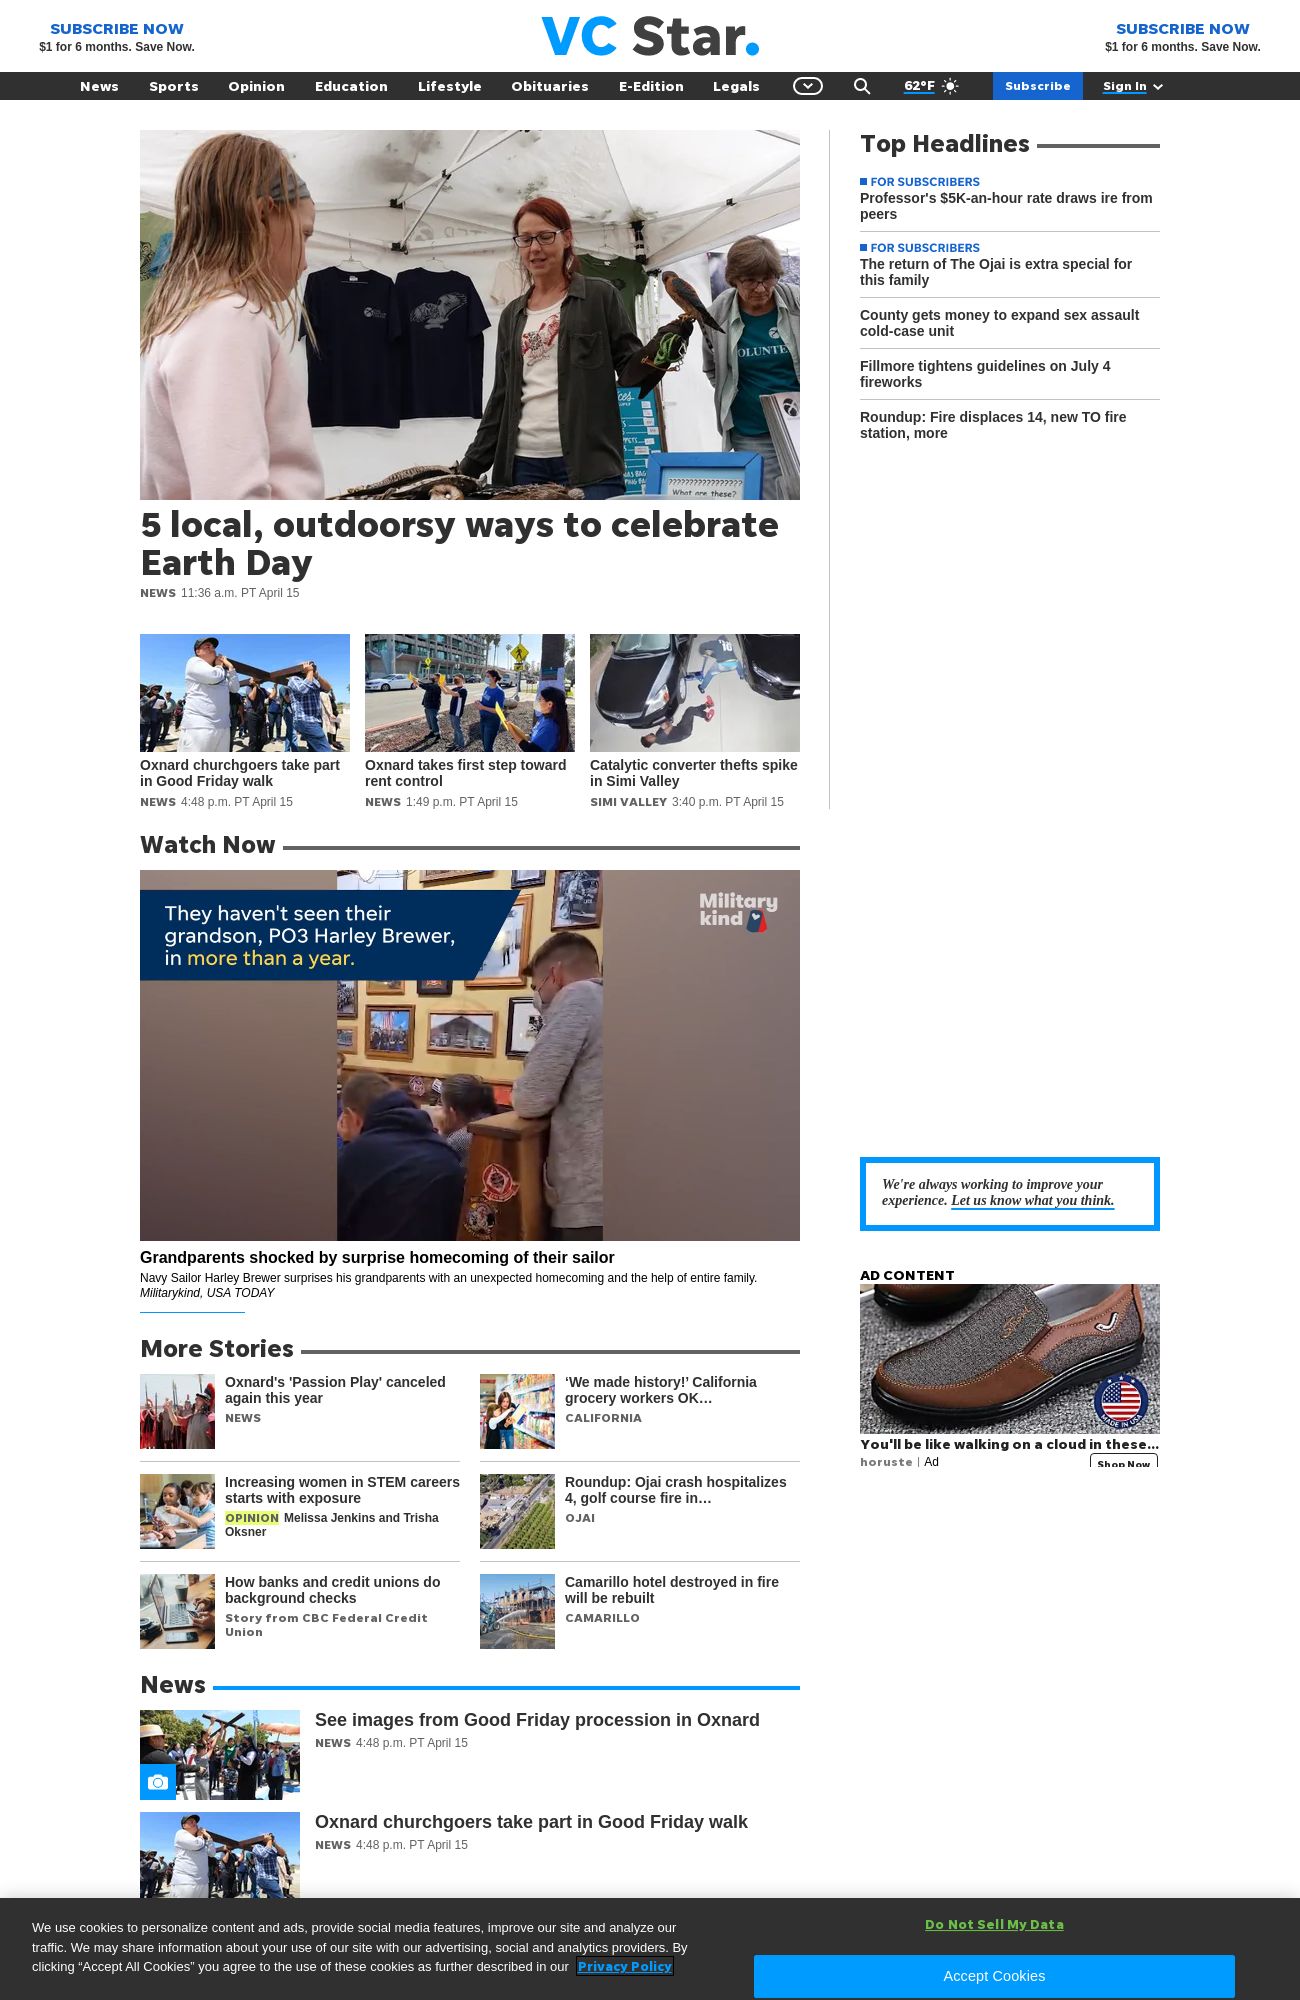 SUBSCRIBE NOW
$1 for 6 months. Save Now.
VC Star.
SUBSCRIBE NOW
$1 for 6 months. Save Now.
News Sports Opinion Education Lifestyle Obituaries E-Edition Legals 62°F Subscribe Sign In
VOLUNTE
????????????????
What are these?
5 local, outdoorsy ways to celebrate
Earth Day
NEWS 11:36 a.m. PT April 15
Oxnard churchgoers take part
in Good Friday walk
NEWS 4:48 p.m. PT April 15
Oxnard takes first step toward
rent control
NEWS 1:49 p.m. PT April 15
Catalytic converter thefts spike
in Simi Valley
SIMI VALLEY 3:40 p.m. PT April 15
Top Headlines
FOR SUBSCRIBERS
Professor's $5K-an-hour rate draws ire from
peers
FOR SUBSCRIBERS
The return of The Ojai is extra special for
this family
County gets money to expand sex assault
cold-case unit
Fillmore tightens guidelines on July 4
fireworks
Roundup: Fire displaces 14, new TO fire
station, more
Watch Now
They haven't seen their
grandson, PO3 Harley Brewer,
in more than a year.
Military
kind
Grandparents shocked by surprise homecoming of their sailor
Navy Sailor Harley Brewer surprises his grandparents with an unexpected homecoming and the help of entire family.
Militarykind, USA TODAY
We're always working to improve your
experience. Let us know what you think.
AD CONTENT
MADE IN USA
You'll be like walking on a cloud in these...
horuste | Ad
Shop Now
More Stories
Oxnard's 'Passion Play' canceled
again this year
NEWS
‘We made history!’ California
grocery workers OK…
CALIFORNIA
Increasing women in STEM careers
starts with exposure
OPINION Melissa Jenkins and Trisha
Oksner
Roundup: Ojai crash hospitalizes
4, golf course fire in…
OJAI
How banks and credit unions do
background checks
Story from CBC Federal Credit
Union
Camarillo hotel destroyed in fire
will be rebuilt
CAMARILLO
News
See images from Good Friday procession in Oxnard
NEWS 4:48 p.m. PT April 15
Oxnard churchgoers take part in Good Friday walk
NEWS 4:48 p.m. PT April 15
We use cookies to personalize content and ads, provide social media features, improve our site and analyze our
traffic. We may share information about your use of our site with our advertising, social and analytics providers. By
clicking “Accept All Cookies” you agree to the use of these cookies as further described in our Privacy Policy
Do Not Sell My Data
Accept Cookies